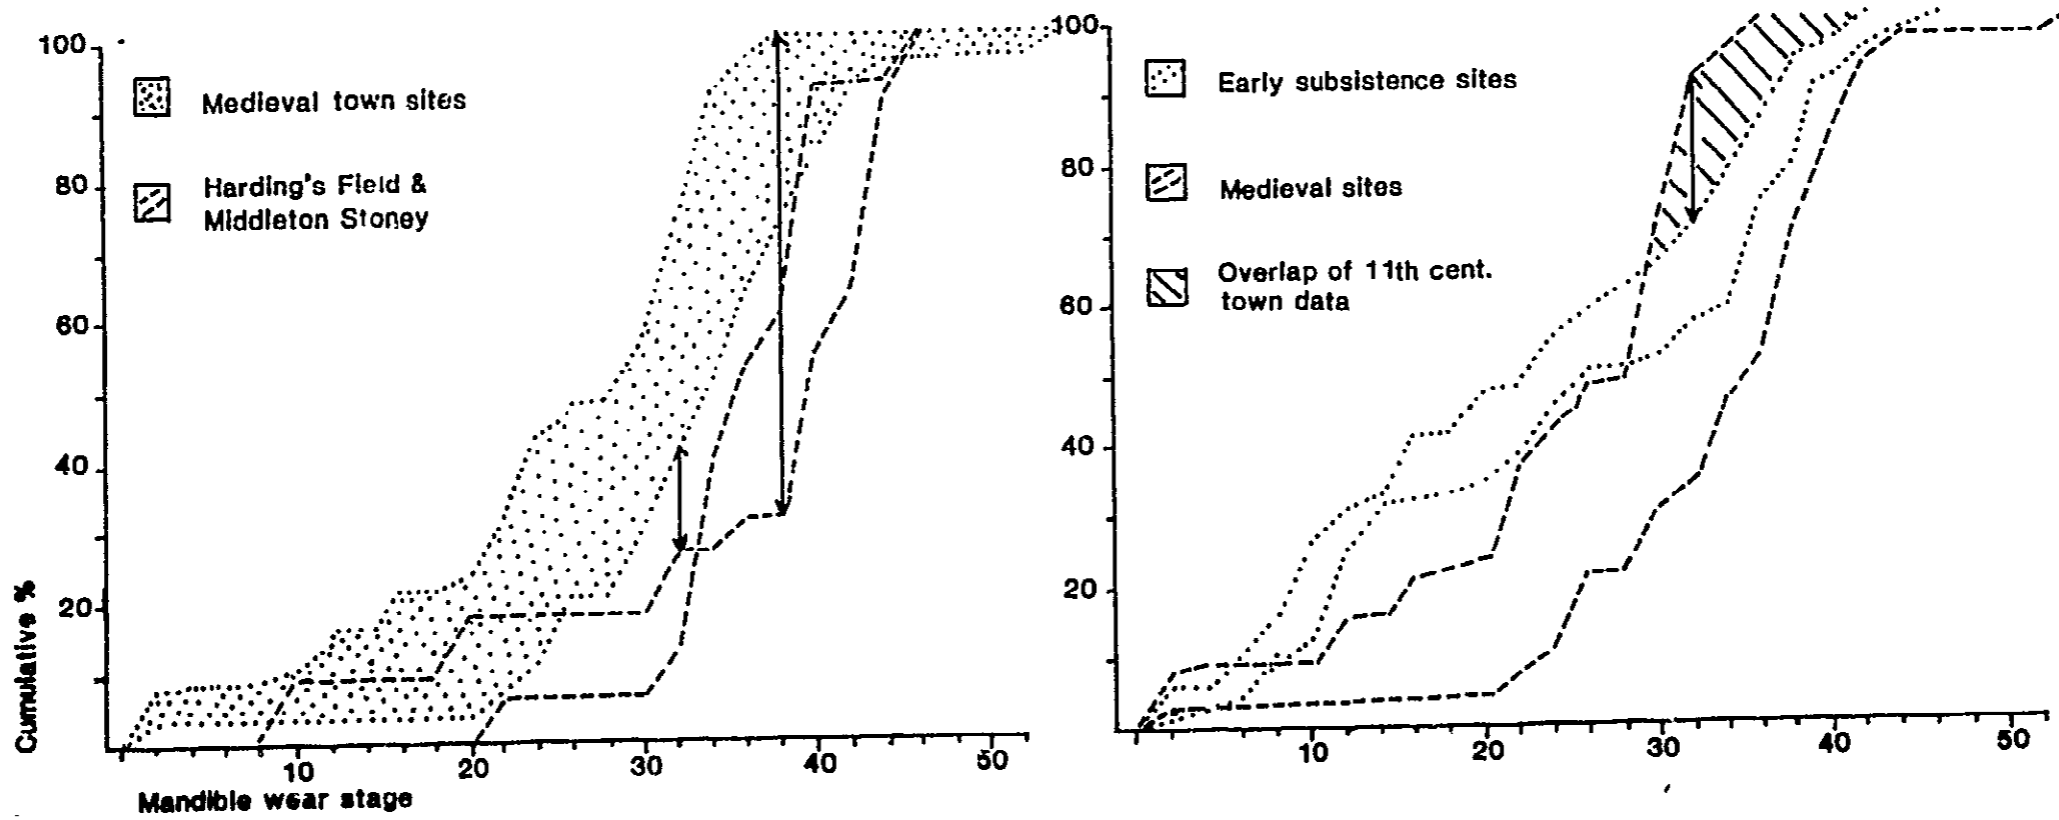 100
80
60
40
20
Cumulative %
Medieval town sites
Harding's Field &
Middleton Stoney
10 20 30 40 50
Mandible wear stage
100
80
60
40
20
Early subsistence sites
Medieval sites
Overlap of 11th cent.
town data
10 20 30 40 50